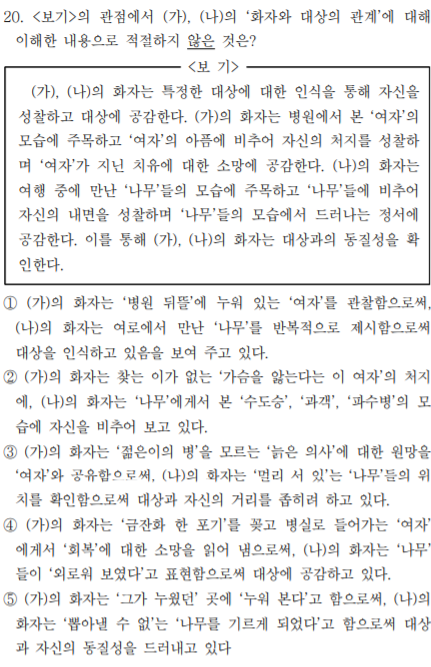 20. <보기>의 관점에서 (가), (나)의 ‘화자와 대상의 관계’에 대해
이해한 내용으로 적절하지 않은 것은?
<보 기>
(가), (나)의 화자는 특정한 대상에 대한 인식을 통해 자신을
성찰하고 대상에 공감한다. (가)의 화자는 병원에서 본 ‘여자’의
모습에 주목하고 ‘여자’의 아픔에 비추어 자신의 처지를 성찰하
며 ‘여자’가 지닌 치유에 대한 소망에 공감한다. (나)의 화자는
여행 중에 만난 ‘나무’들의 모습에 주목하고 ‘나무’들에 비추어
자신의 내면을 성찰하며 ‘나무’들의 모습에서 드러나는 정서에
공감한다. 이를 통해 (가), (나)의 화자는 대상과의 동질성을 확
인한다.
① (가)의 화자는 ‘병원 뒤뜰’에 누워 있는 ‘여자’를 관찰함으로써,
(나)의 화자는 여로에서 만난 ‘나무’를 반복적으로 제시함으로써
대상을 인식하고 있음을 보여 주고 있다.
② (가)의 화자는 찾는 이가 없는 ‘가슴을 앓는다는 이 여자’의 처지
에, (나)의 화자는 ‘나무’에게서 본 ‘수도승’, ‘과객’, ‘파수병’의 모
습에 자신을 비추어 보고 있다.
③ (가)의 화자는 ‘젊은이의 병’을 모르는 ‘늙은 의사’에 대한 원망을
‘여자’와 공유함으로써, (나)의 화자는 ‘멀리 서 있’는 ‘나무’들의 위
치를 확인함으로써 대상과 자신의 거리를 좁히려 하고 있다.
④ (가)의 화자는 ‘금잔화 한 포기’를 꽂고 병실로 들어가는 ‘여자’
에게서 ‘회복’에 대한 소망을 읽어 냄으로써, (나)의 화자는 ‘나무’
들이 ‘외로워 보였다’고 표현함으로써 대상에 공감하고 있다.
⑤ (가)의 화자는 ‘그가 누웠던’ 곳에 ‘누워 본다’고 함으로써, (나)의
화자는 ‘뽑아낼 수 없’는 ‘나무를 기르게 되었다’고 함으로써 대상
과 자신의 동질성을 드러내고 있다